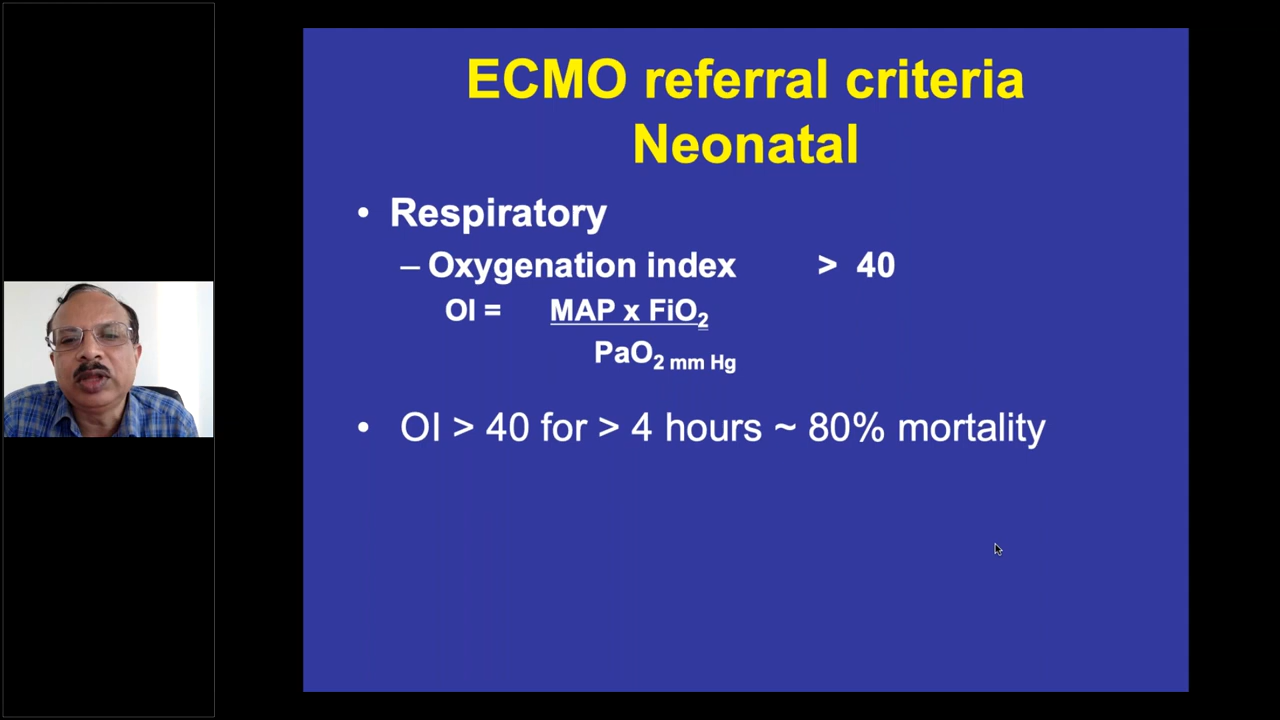 ECMO referral criteria
Neonatal
• Respiratory
– Oxygenation index > 40
OI = MAP x FiO₂
PaO₂ mm Hg
• OI > 40 for > 4 hours ~ 80% mortality